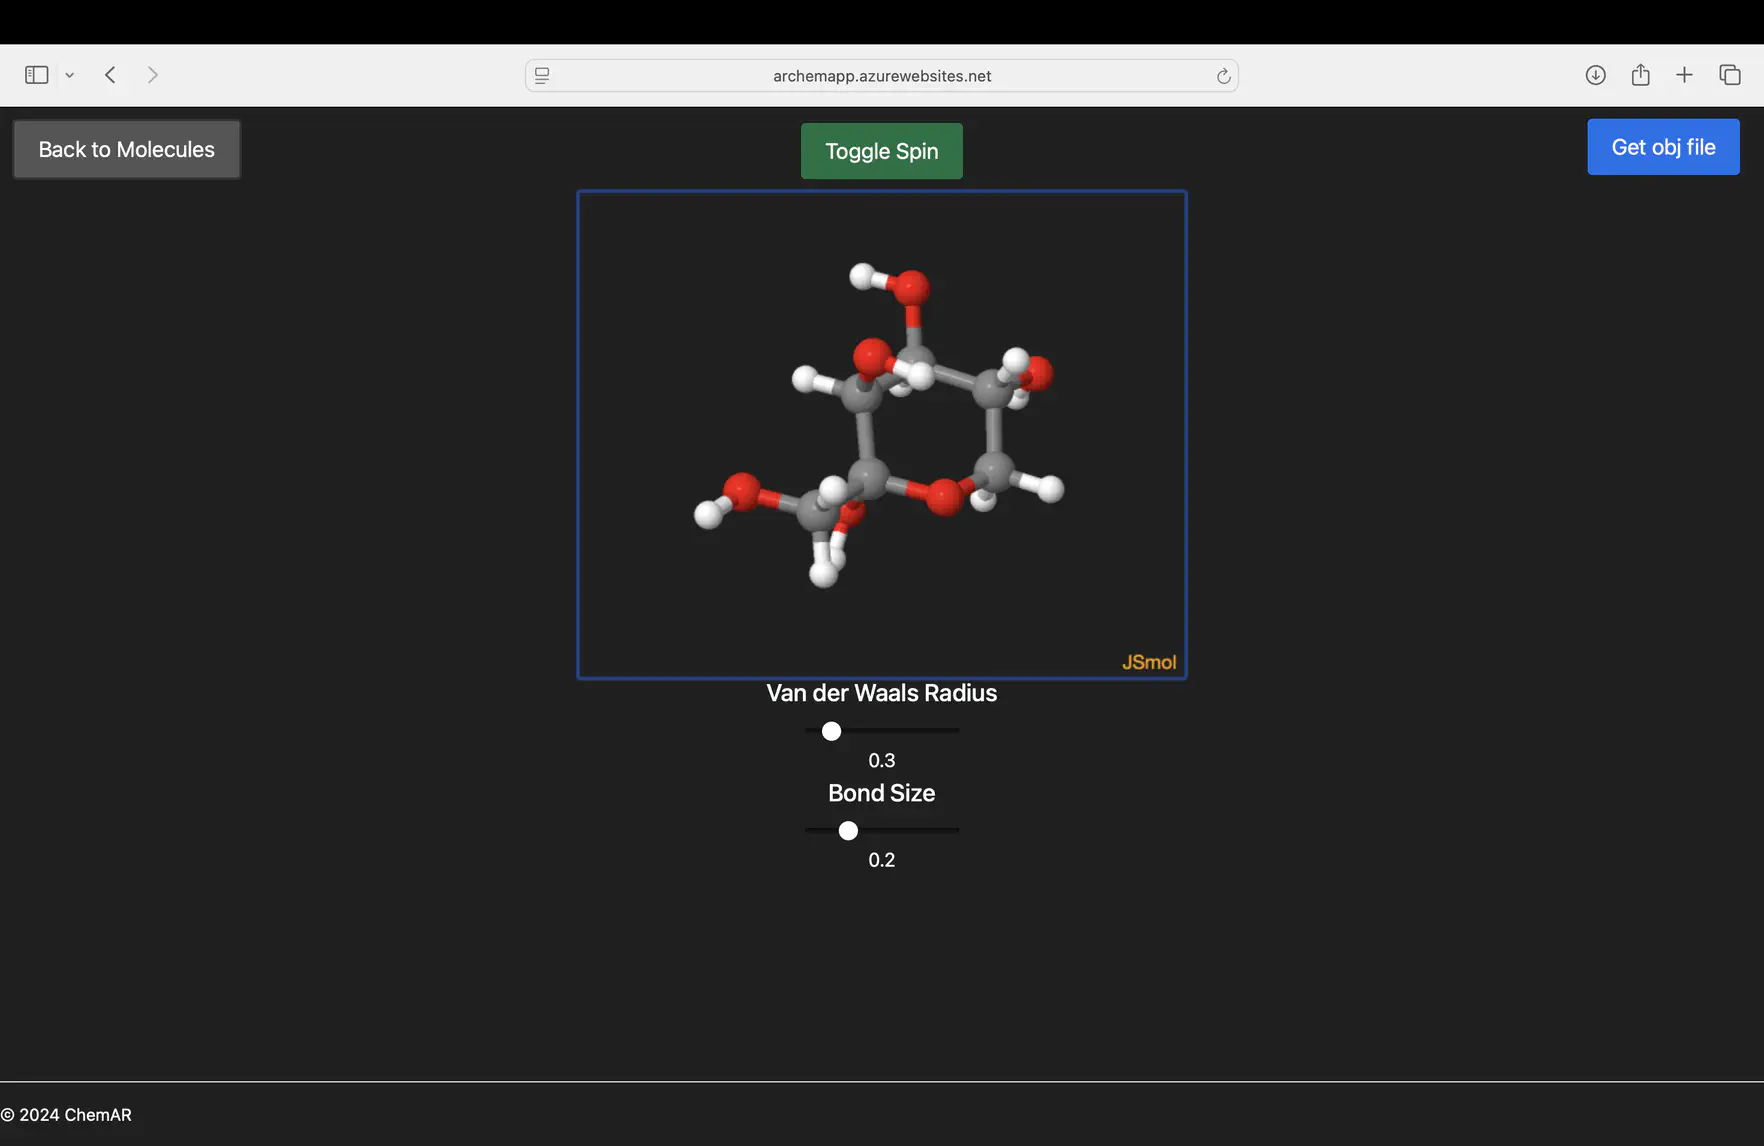 archemapp.azurewebsites.net
Back to Molecules
Toggle Spin
Get obj file
JSmol
Van der Waals Radius
0.3
Bond Size
0.2
© 2024 ChemAR